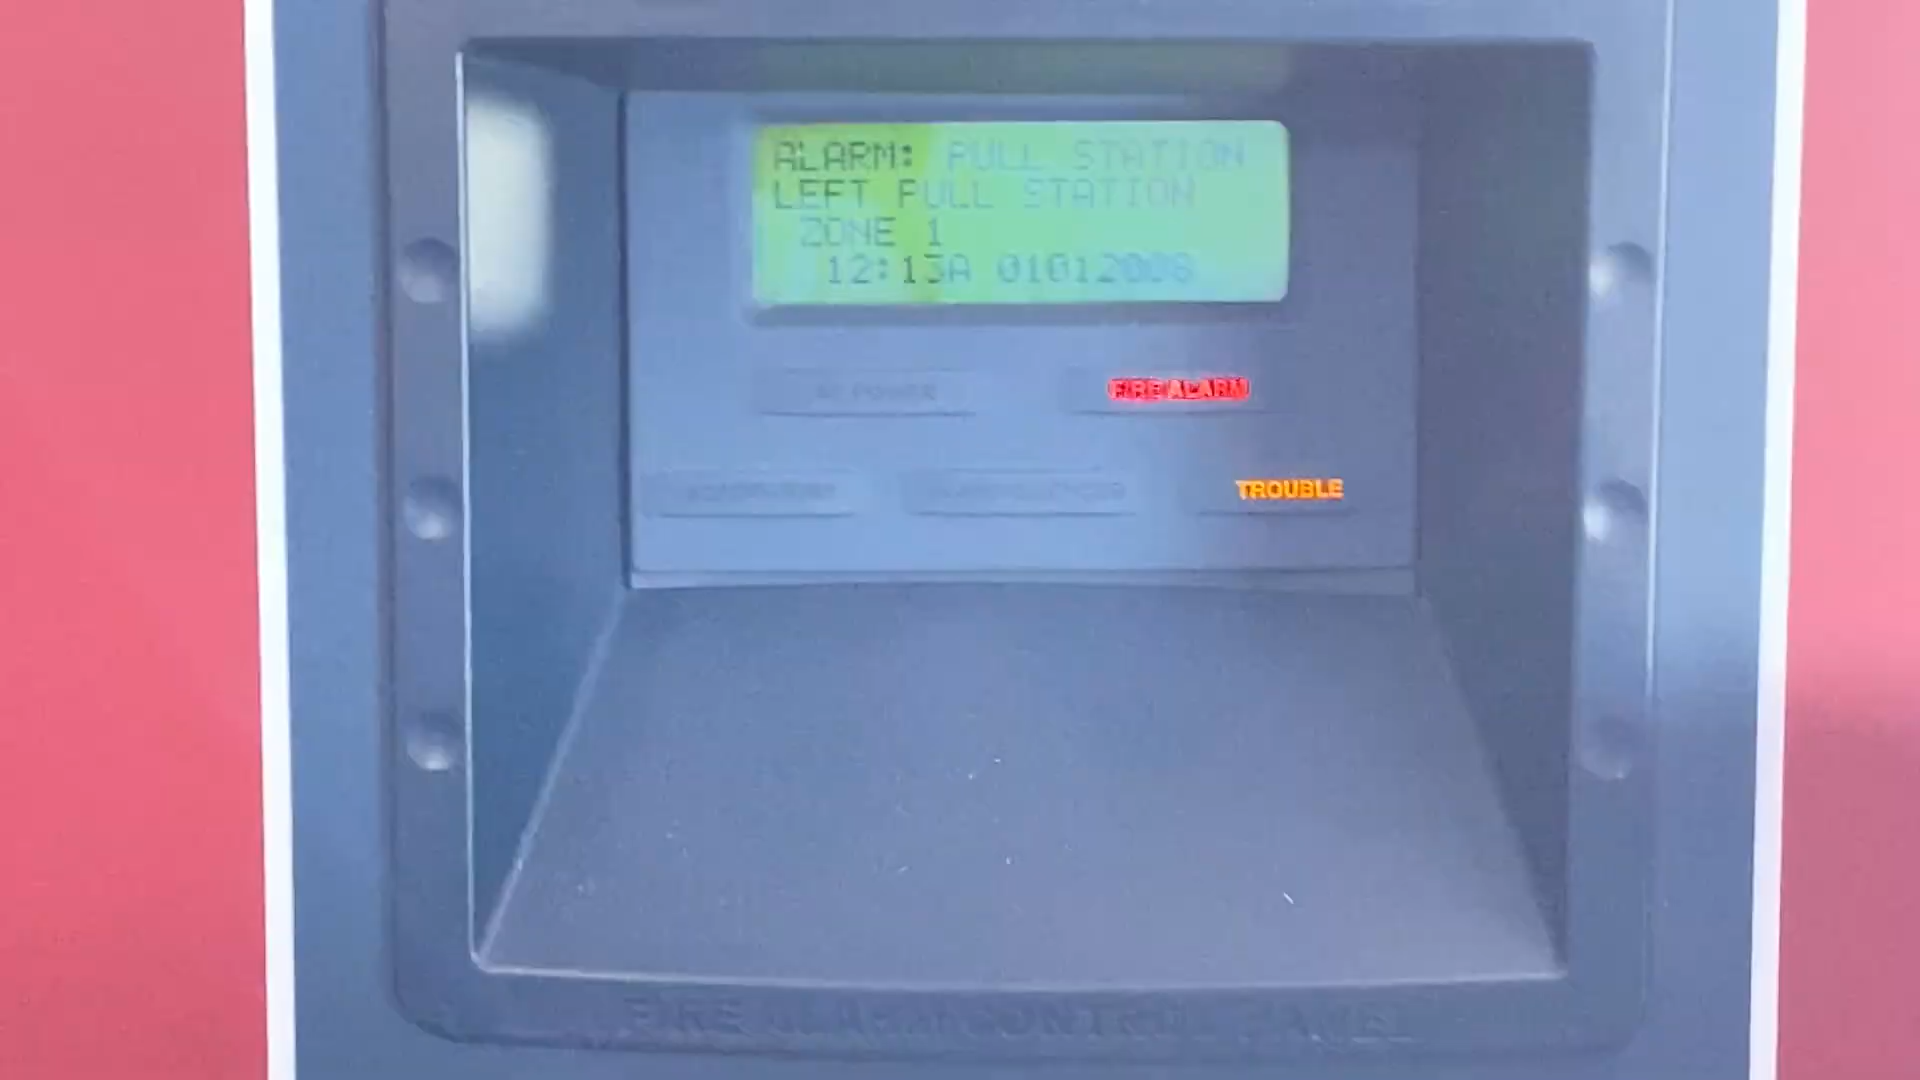 ALARM: PULL STATION
LEFT PULL STATION
ZONE 1
12:13A 01012008
AC POWER
FIRE ALARM
TROUBLE
FIRE ALARM CONTROL PANEL